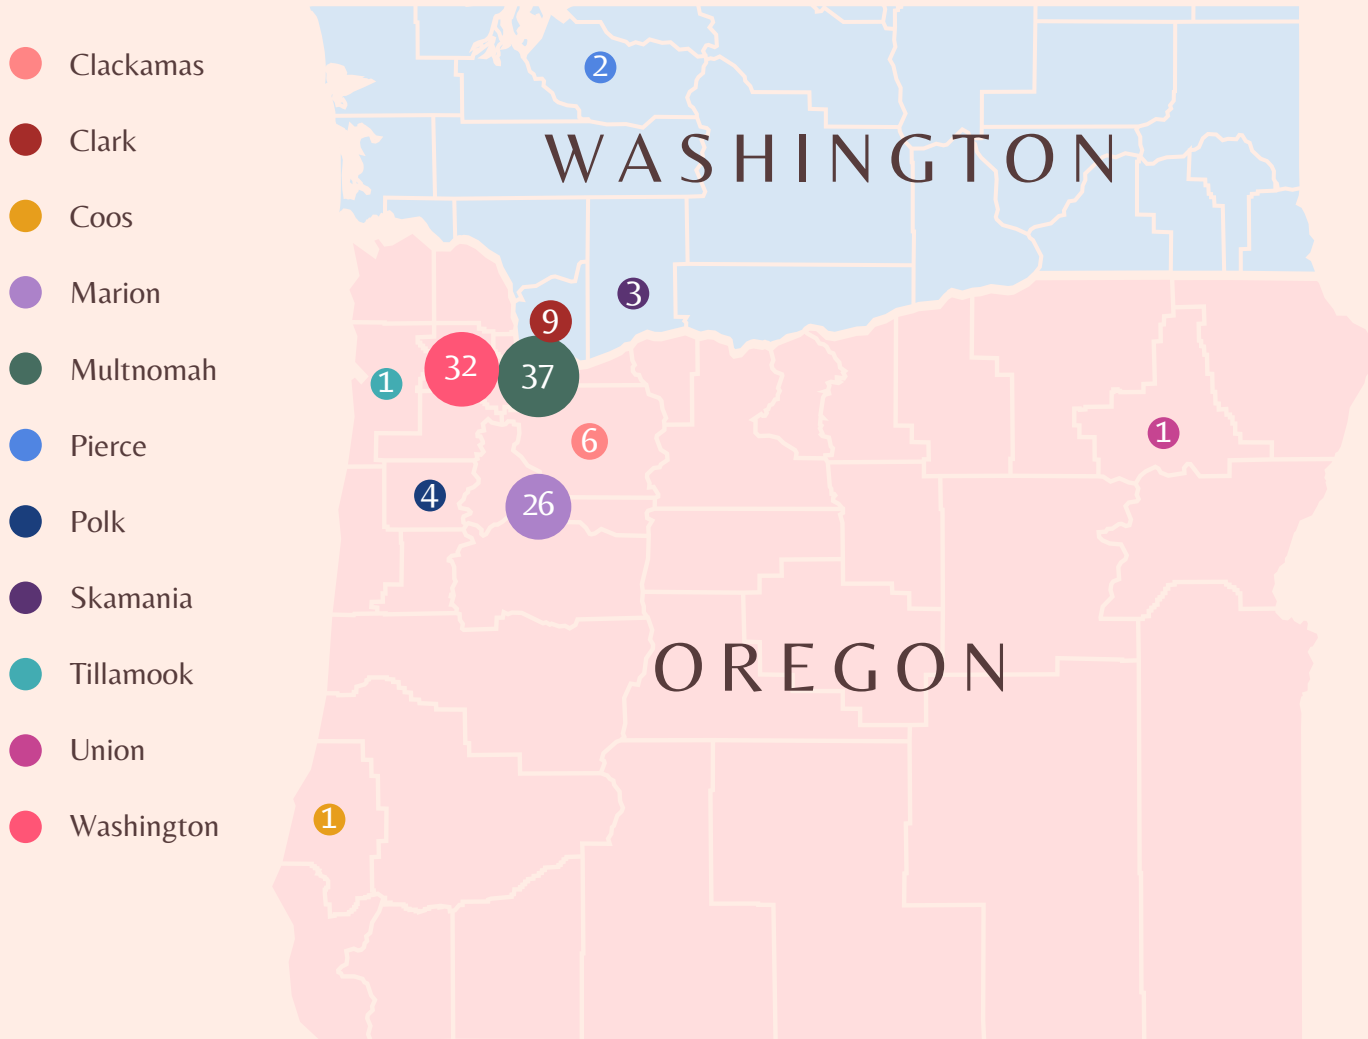 Clackamas
Clark
Coos
Marion
Multnomah
Pierce
Polk
Skamania
Tillamook
Union
Washington
2
WASHINGTON
3
9
32
37
1
6
1
4
26
OREGON
1